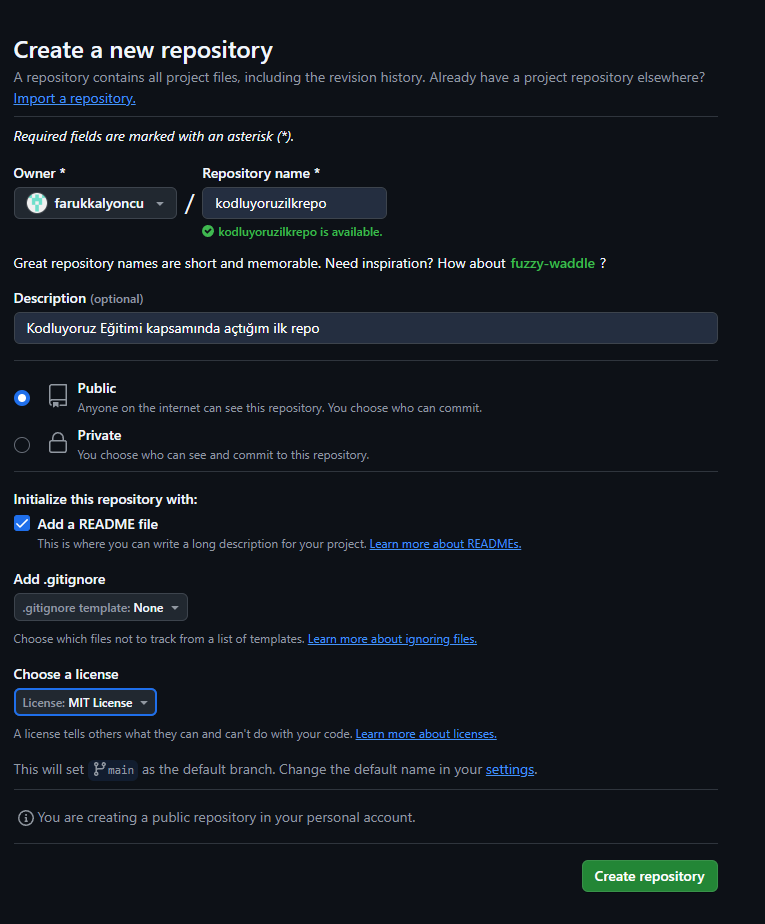 Create a new repository
A repository contains all project files, including the revision history. Already have a project repository elsewhere?
Import a repository.
Required fields are marked with an asterisk (*).
Owner *
Repository name *
farukkalyoncu
/
kodluyoruzilkrepo
kodluyoruzilkrepo is available.
Great repository names are short and memorable. Need inspiration? How about fuzzy-waddle ?
Description (optional)
Kodluyoruz Eğitimi kapsamında açtığım ilk repo
Public
Anyone on the internet can see this repository. You choose who can commit.
Private
You choose who can see and commit to this repository.
Initialize this repository with:
Add a README file
This is where you can write a long description for your project. Learn more about READMEs.
Add .gitignore
.gitignore template: None
Choose which files not to track from a list of templates. Learn more about ignoring files.
Choose a license
License: MIT License
A license tells others what they can and can't do with your code. Learn more about licenses.
This will set main as the default branch. Change the default name in your settings.
You are creating a public repository in your personal account.
Create repository